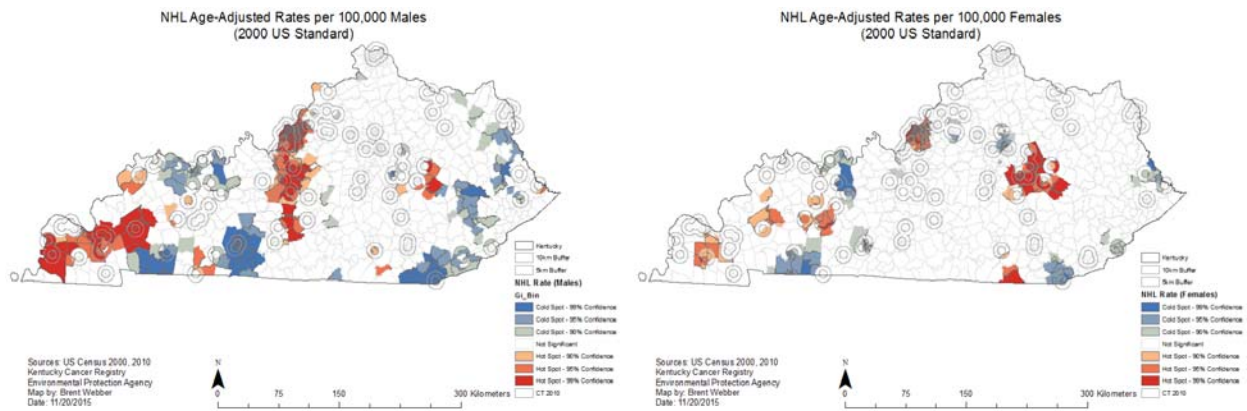 NHL Age-Adjusted Rates per 100,000 Males
(2000 US Standard)
Kentucky
10km Buffer
5km Buffer
NHL Rate (Males)
Gi_Bin
Cold Spot - 99% Confidence
Cold Spot - 95% Confidence
Cold Spot - 90% Confidence
Not Significant
Hot Spot - 90% Confidence
Hot Spot - 95% Confidence
Hot Spot - 99% Confidence
CT 2010
Sources: US Census 2000, 2010
Kentucky Cancer Registry
Environmental Protection Agency
Map by: Brent Webber
Date: 11/20/2015
N
0 75 150 300 Kilometers
NHL Age-Adjusted Rates per 100,000 Females
(2000 US Standard)
Kentucky
10km Buffer
5km Buffer
NHL Rate (Females)
Cold Spot - 99% Confidence
Cold Spot - 95% Confidence
Cold Spot - 90% Confidence
Not Significant
Hot Spot - 90% Confidence
Hot Spot - 95% Confidence
Hot Spot - 99% Confidence
CT 2010
Sources: US Census 2000, 2010
Kentucky Cancer Registry
Environmental Protection Agency
Map by: Brent Webber
Date: 11/20/2015
N
0 75 150 300 Kilometers